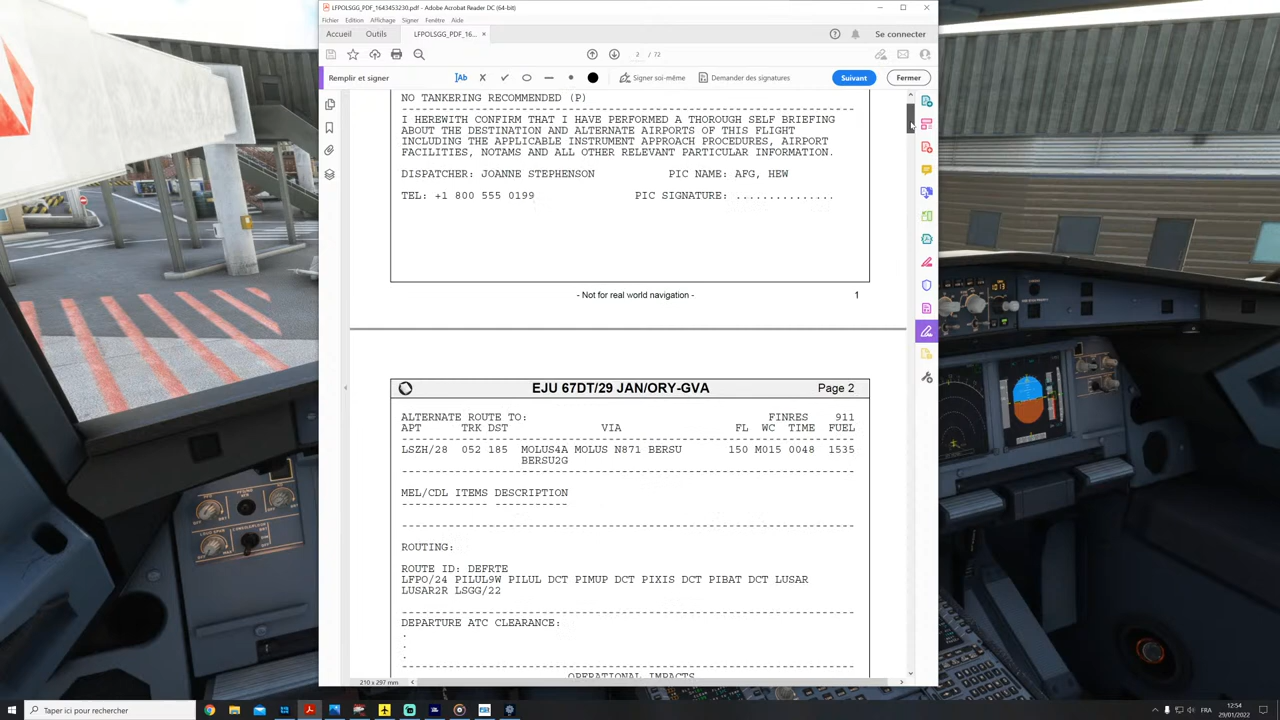 LFPOLSGG_PDF_1643453230.pdf - Adobe Acrobat Reader DC (64-bit)
Fichier Edition Affichage Signer Fenêtre Aide
Accueil Outils LFPOLSGG_PDF_16... × Se connecter
2 / 72
Remplir et signer Ab Signer soi-même Demander des signatures Suivant Fermer
NO TANKERING RECOMMENDED (P)
I HEREWITH CONFIRM THAT I HAVE PERFORMED A THOROUGH SELF BRIEFING
ABOUT THE DESTINATION AND ALTERNATE AIRPORTS OF THIS FLIGHT
INCLUDING THE APPLICABLE INSTRUMENT APPROACH PROCEDURES, AIRPORT
FACILITIES, NOTAMS AND ALL OTHER RELEVANT PARTICULAR INFORMATION.
DISPATCHER: JOANNE STEPHENSON PIC NAME: AFG, HEW
TEL: +1 800 555 0199 PIC SIGNATURE: ...............
- Not for real world navigation - 1
EJU 67DT/29 JAN/ORY-GVA Page 2
ALTERNATE ROUTE TO: FINRES 911
APT TRK DST VIA FL WC TIME FUEL
LSZH/28 052 185 MOLUS4A MOLUS N871 BERSU 150 M015 0048 1535
BERSU2G
MEL/CDL ITEMS DESCRIPTION
------------- -----------
ROUTING:
ROUTE ID: DEFRTE
LFPO/24 PILUL9W PILUL DCT PIMUP DCT PIXIS DCT PIBAT DCT LUSAR
LUSAR2R LSGG/22
DEPARTURE ATC CLEARANCE:
.
.
.
OPERATIONAL IMPACTS
210 x 297 mm
1013
Taper ici pour rechercher
FRA
12:54
29/01/2022